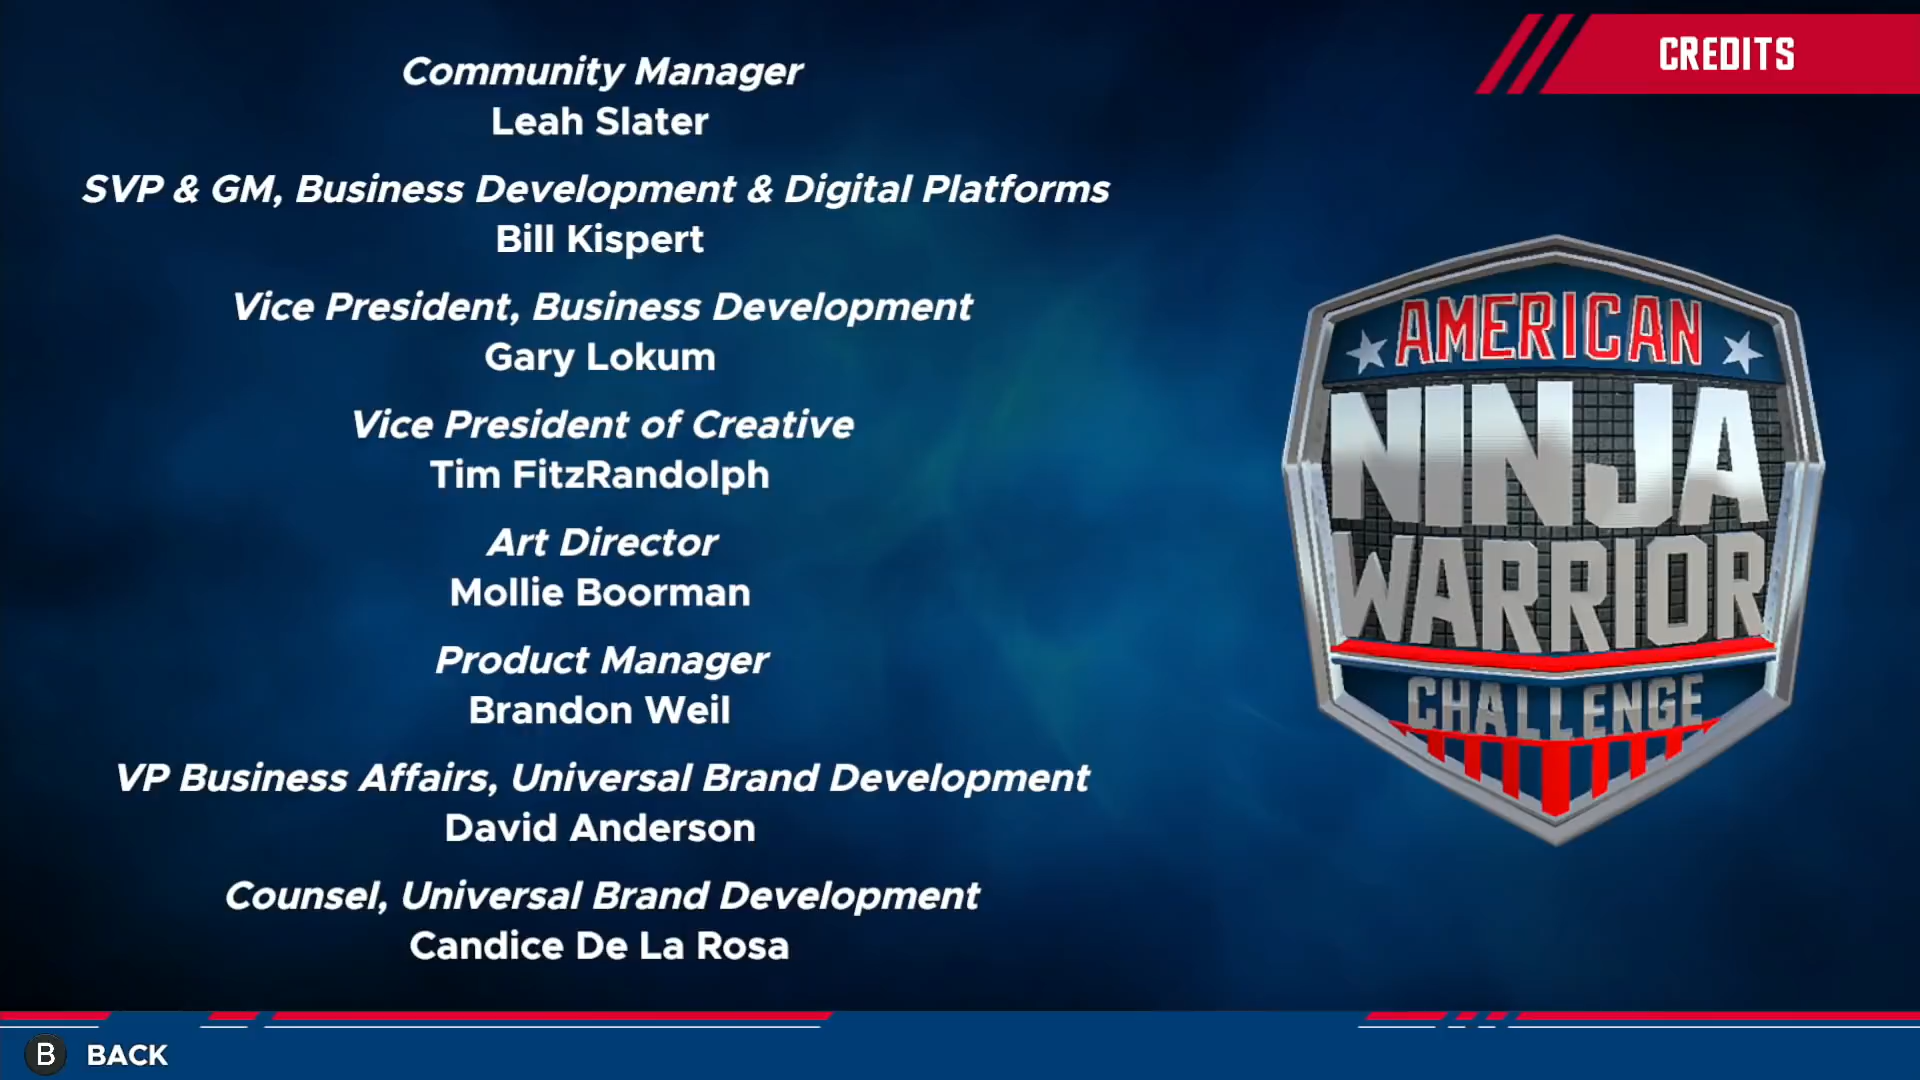 CREDITS
Community Manager
Leah Slater
SVP & GM, Business Development & Digital Platforms
Bill Kispert
Vice President, Business Development
Gary Lokum
Vice President of Creative
Tim FitzRandolph
Art Director
Mollie Boorman
Product Manager
Brandon Weil
VP Business Affairs, Universal Brand Development
David Anderson
Counsel, Universal Brand Development
Candice De La Rosa
AMERICAN
NINJA
WARRIOR
CHALLENGE
B BACK